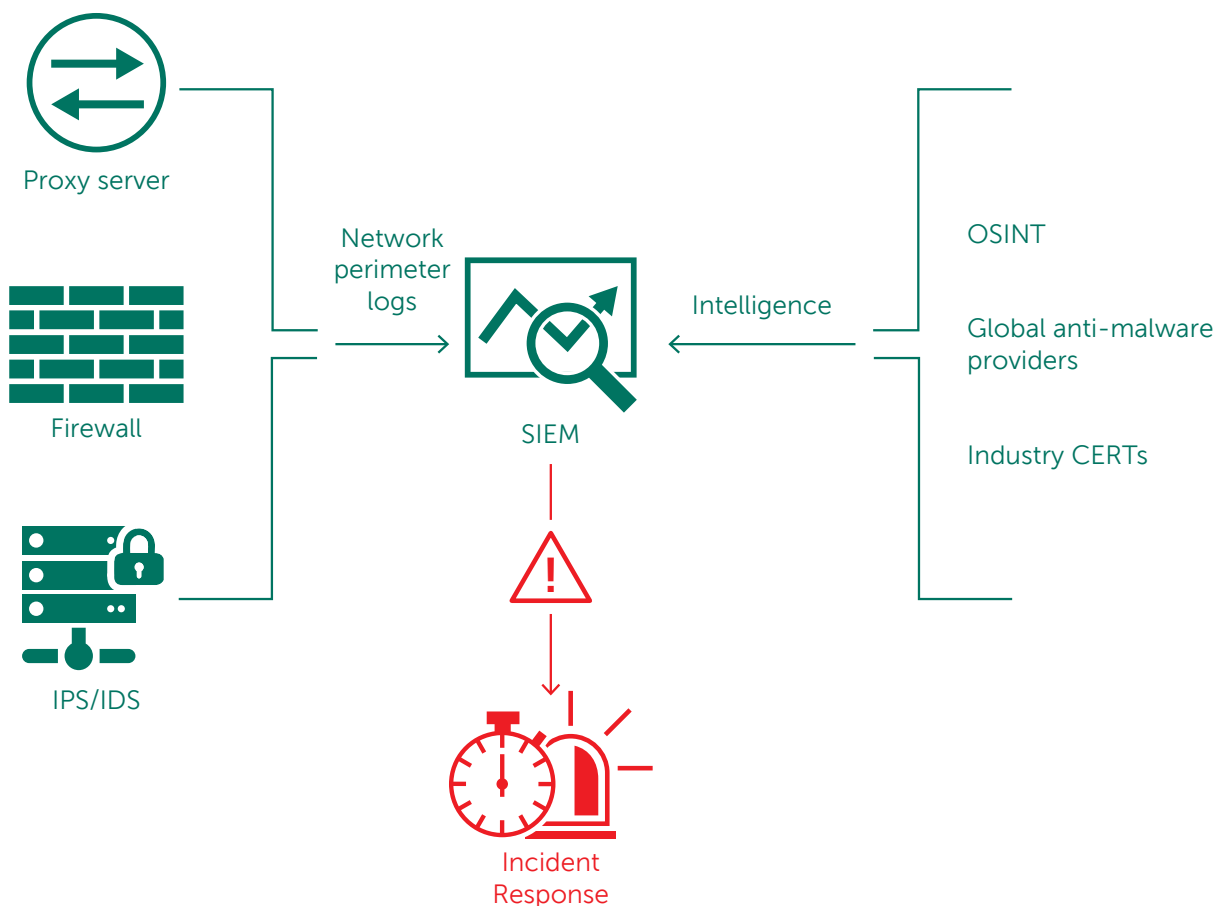 Proxy server
Firewall
IPS/IDS
Network
perimeter
logs
SIEM
Intelligence
OSINT
Global anti-malware
providers
Industry CERTs
!
Incident
Response